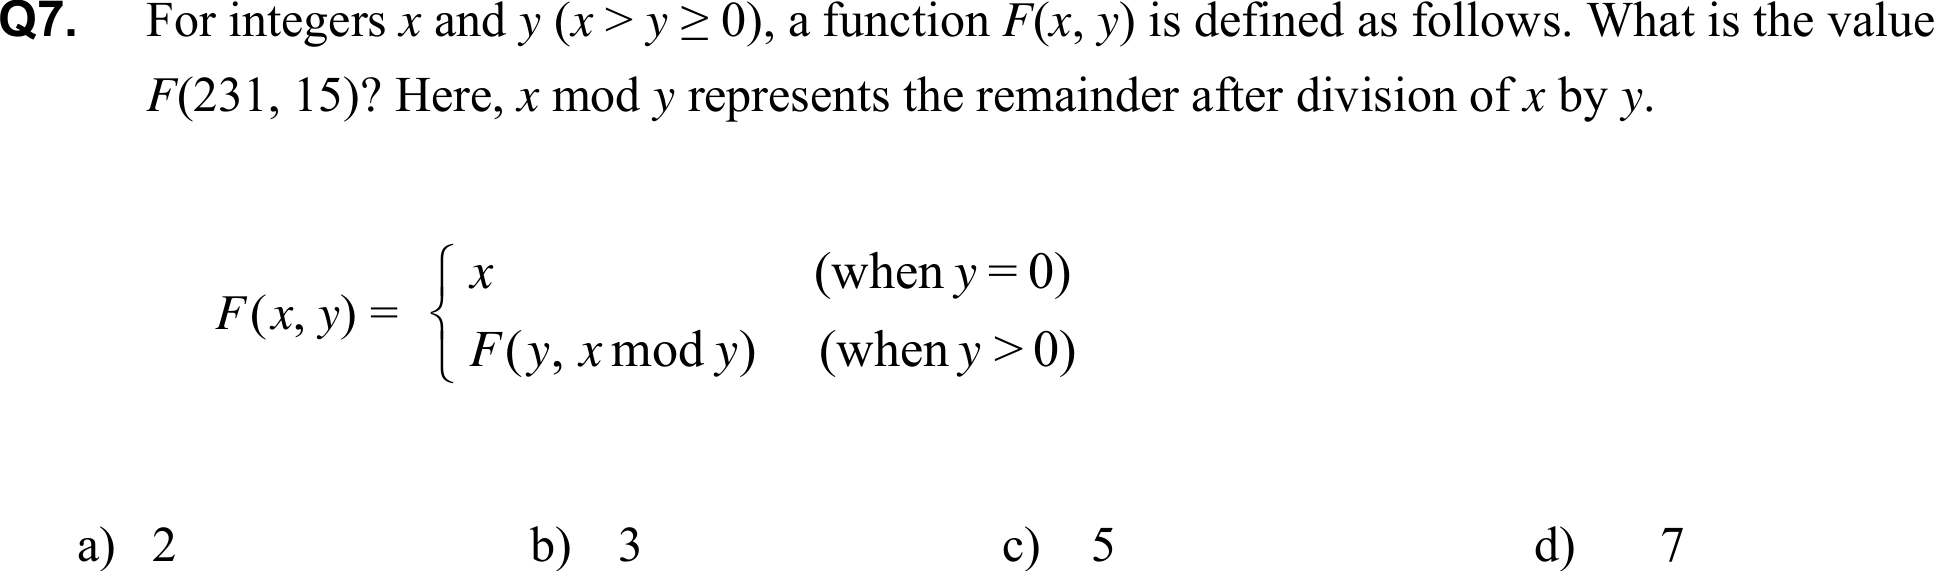 Q7. For integers x and y (x > y ≥ 0), a function F(x, y) is defined as follows. What is the value
F(231, 15)? Here, x mod y represents the remainder after division of x by y.
F(x, y) = { x (when y = 0)
F(y, x mod y) (when y > 0)
a) 2 b) 3 c) 5 d) 7